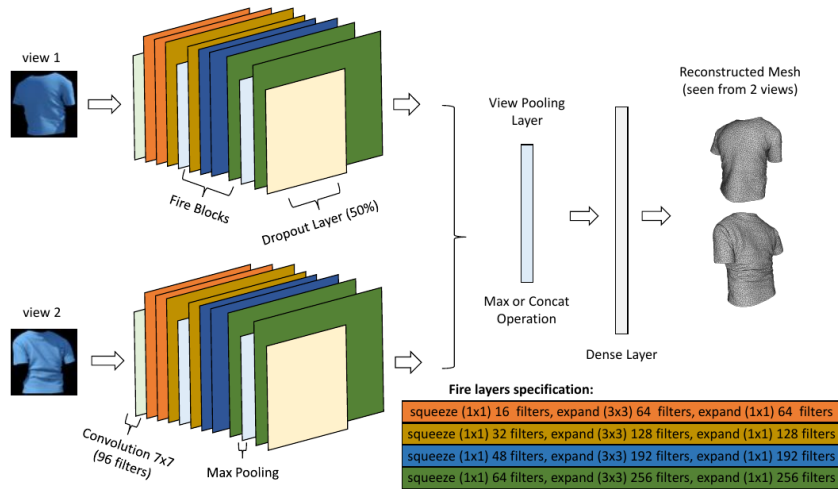 view 1
Fire Blocks
Dropout Layer (50%)
view 2
Convolution 7x7
(96 filters)
Max Pooling
View Pooling
Layer
Max or Concat
Operation
Dense Layer
Reconstructed Mesh
(seen from 2 views)
Fire layers specification:
squeeze (1x1) 16 filters, expand (3x3) 64 filters, expand (1x1) 64 filters
squeeze (1x1) 32 filters, expand (3x3) 128 filters, expand (1x1) 128 filters
squeeze (1x1) 48 filters, expand (3x3) 192 filters, expand (1x1) 192 filters
squeeze (1x1) 64 filters, expand (3x3) 256 filters, expand (1x1) 256 filters